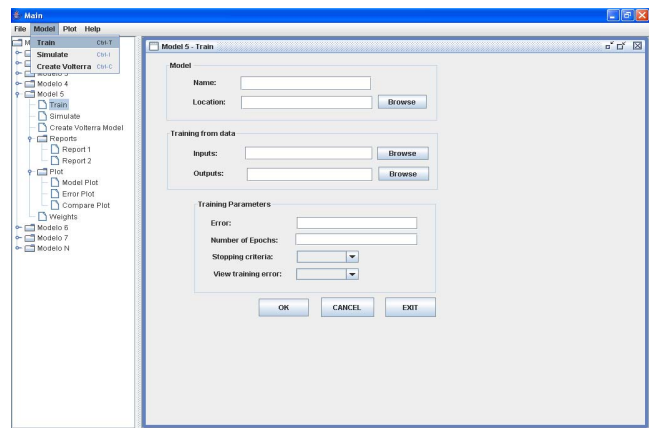 Main
File Model Plot Help
Train Ctrl-T
Simulate Ctrl-I
Create Volterra Ctrl-C
Modelo 4
Model 5
Train
Simulate
Create Volterra Model
Reports
Report 1
Report 2
Plot
Model Plot
Error Plot
Compare Plot
Weights
Modelo 6
Modelo 7
Modelo N
Model 5 - Train
Model
Name:
Location:
Browse
Training from data
Inputs:
Browse
Outputs:
Browse
Training Parameters
Error:
Number of Epochs:
Stopping criteria:
View training error:
OK CANCEL EXIT